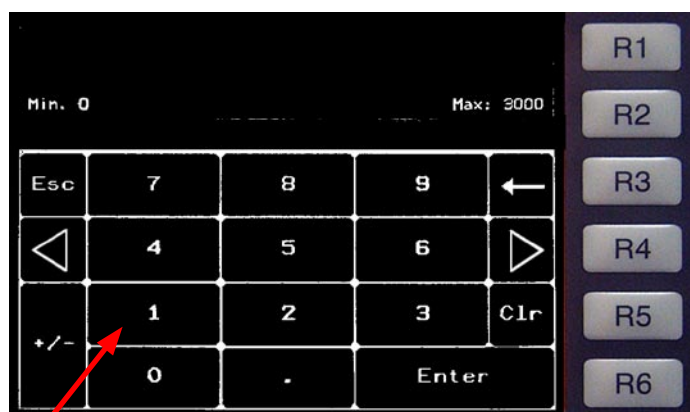 R1
Min. 0 Max: 3000 R2
Esc 7 8 9 R3
4 5 6 R4
1 2 3 Clr R5
+/-
0 . Enter R6